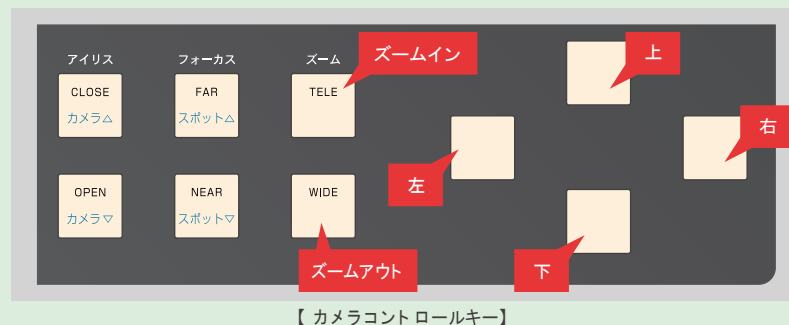 アイリス
フォーカス
ズーム
ズームイン
上
CLOSE
カメラ△
FAR
スポット△
TELE
右
左
OPEN
カメラ▽
NEAR
スポット▽
WIDE
ズームアウト
下
【カメラコントロールキー】